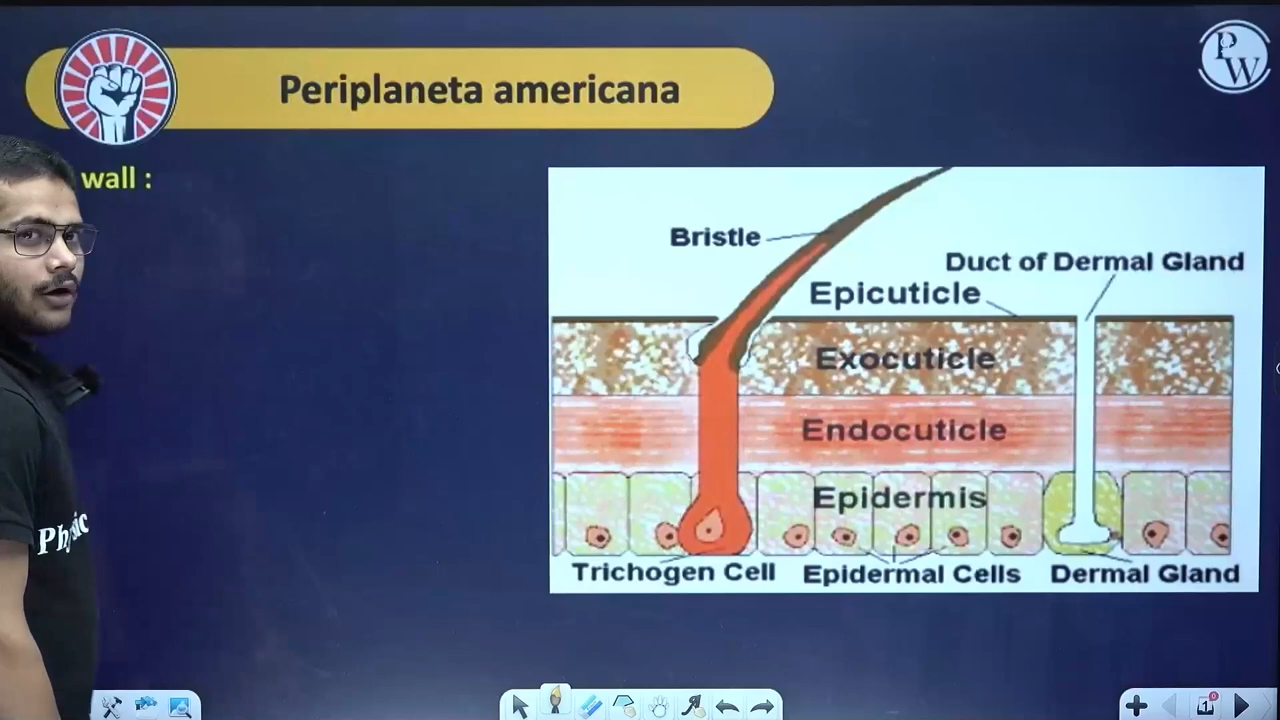 Periplaneta americana
PW
wall :
Bristle
Duct of Dermal Gland
Epicuticle
Exocuticle
Endocuticle
Epidermis
Trichogen Cell
Epidermal Cells
Dermal Gland
1